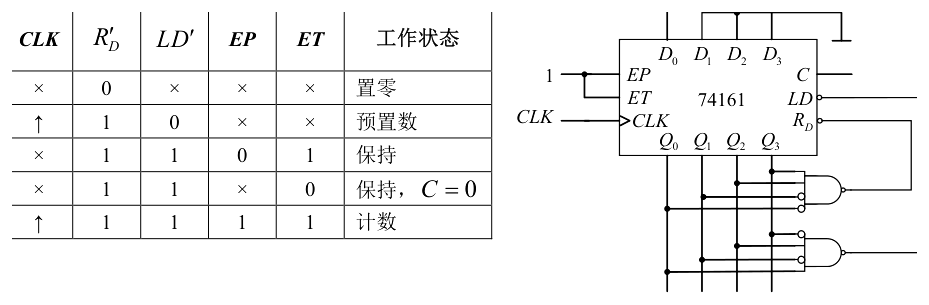 CLK R'_D LD' EP ET 工作状态
× 0 × × × 置零
↑ 1 0 × × 预置数
× 1 1 0 1 保持
× 1 1 × 0 保持， C = 0
↑ 1 1 1 1 计数
D₀ D₁ D₂ D₃
1 EP C
ET 74161 LD
CLK CLK R_D
Q₀ Q₁ Q₂ Q₃